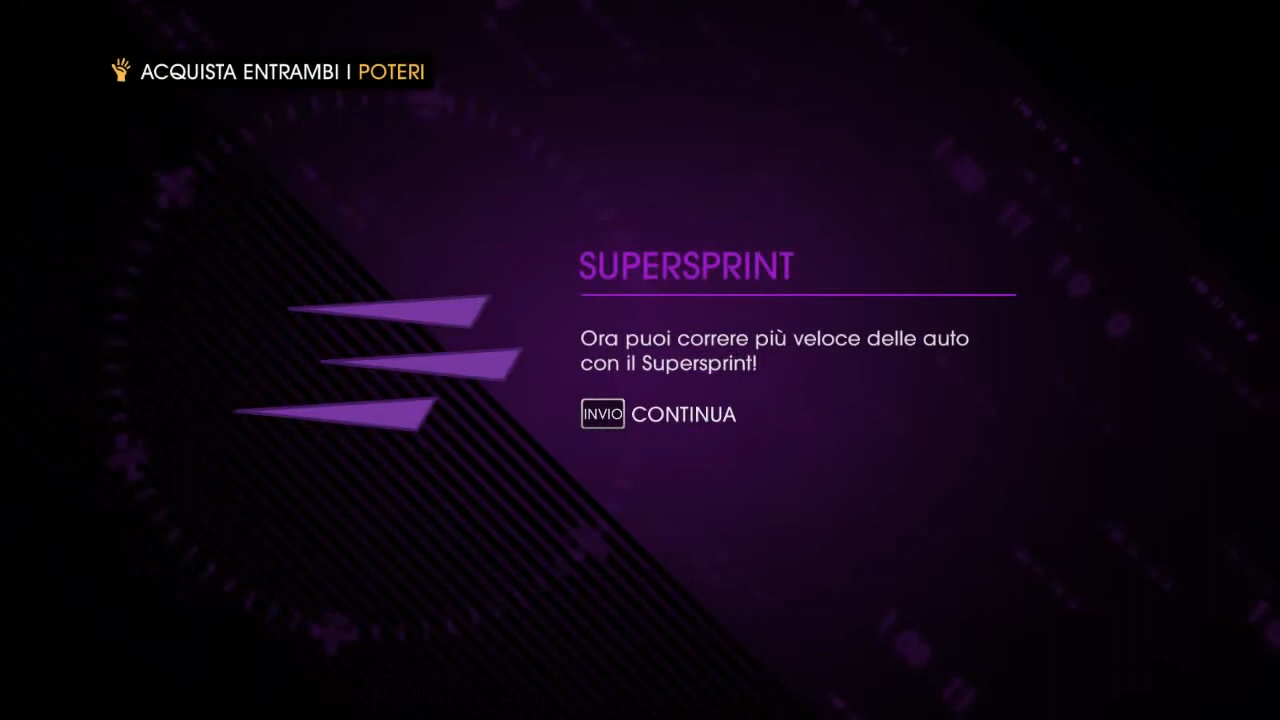 ACQUISTA ENTRAMBI I POTERI
SUPERSPRINT
Ora puoi correre più veloce delle auto
con il Supersprint!
INVIO CONTINUA